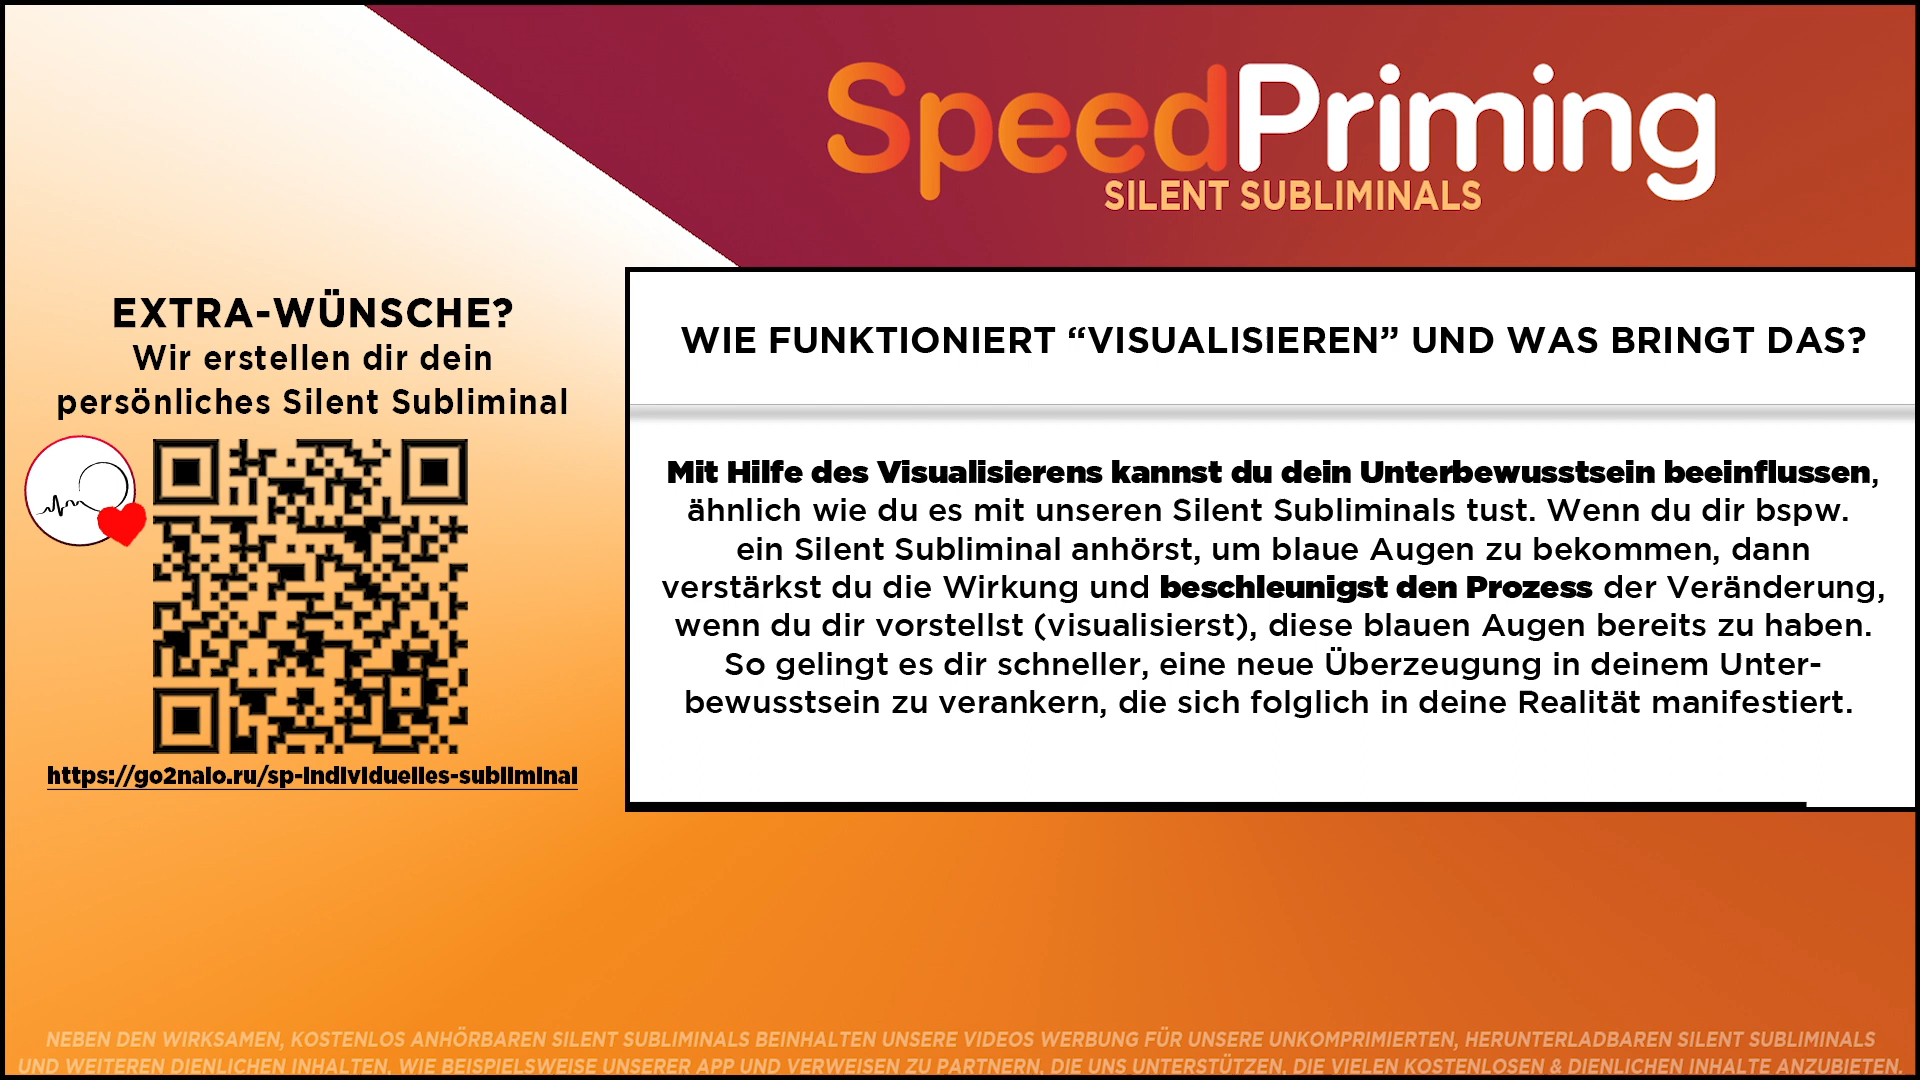 SpeedPriming
SILENT SUBLIMINALS
EXTRA-WÜNSCHE?
Wir erstellen dir dein
persönliches Silent Subliminal
https://go2nalo.ru/sp-individuelles-subliminal
WIE FUNKTIONIERT “VISUALISIEREN” UND WAS BRINGT DAS?
Mit Hilfe des Visualisierens kannst du dein Unterbewusstsein beeinflussen,
ähnlich wie du es mit unseren Silent Subliminals tust. Wenn du dir bspw.
ein Silent Subliminal anhörst, um blaue Augen zu bekommen, dann
verstärkst du die Wirkung und beschleunigst den Prozess der Veränderung,
wenn du dir vorstellst (visualisierst), diese blauen Augen bereits zu haben.
So gelingt es dir schneller, eine neue Überzeugung in deinem Unter-
bewusstsein zu verankern, die sich folglich in deine Realität manifestiert.
NEBEN DEN WIRKSAMEN, KOSTENLOS ANHÖRBAREN SILENT SUBLIMINALS BEINHALTEN UNSERE VIDEOS WERBUNG FÜR UNSERE UNKOMPRIMIERTEN, HERUNTERLADBAREN SILENT SUBLIMINALS
UND WEITEREN DIENLICHEN INHALTEN, WIE BEISPIELSWEISE UNSERER APP UND VERWEISEN ZU PARTNERN, DIE UNS UNTERSTÜTZEN, DIE VIELEN KOSTENLOSEN & DIENLICHEN INHALTE ANZUBIETEN.